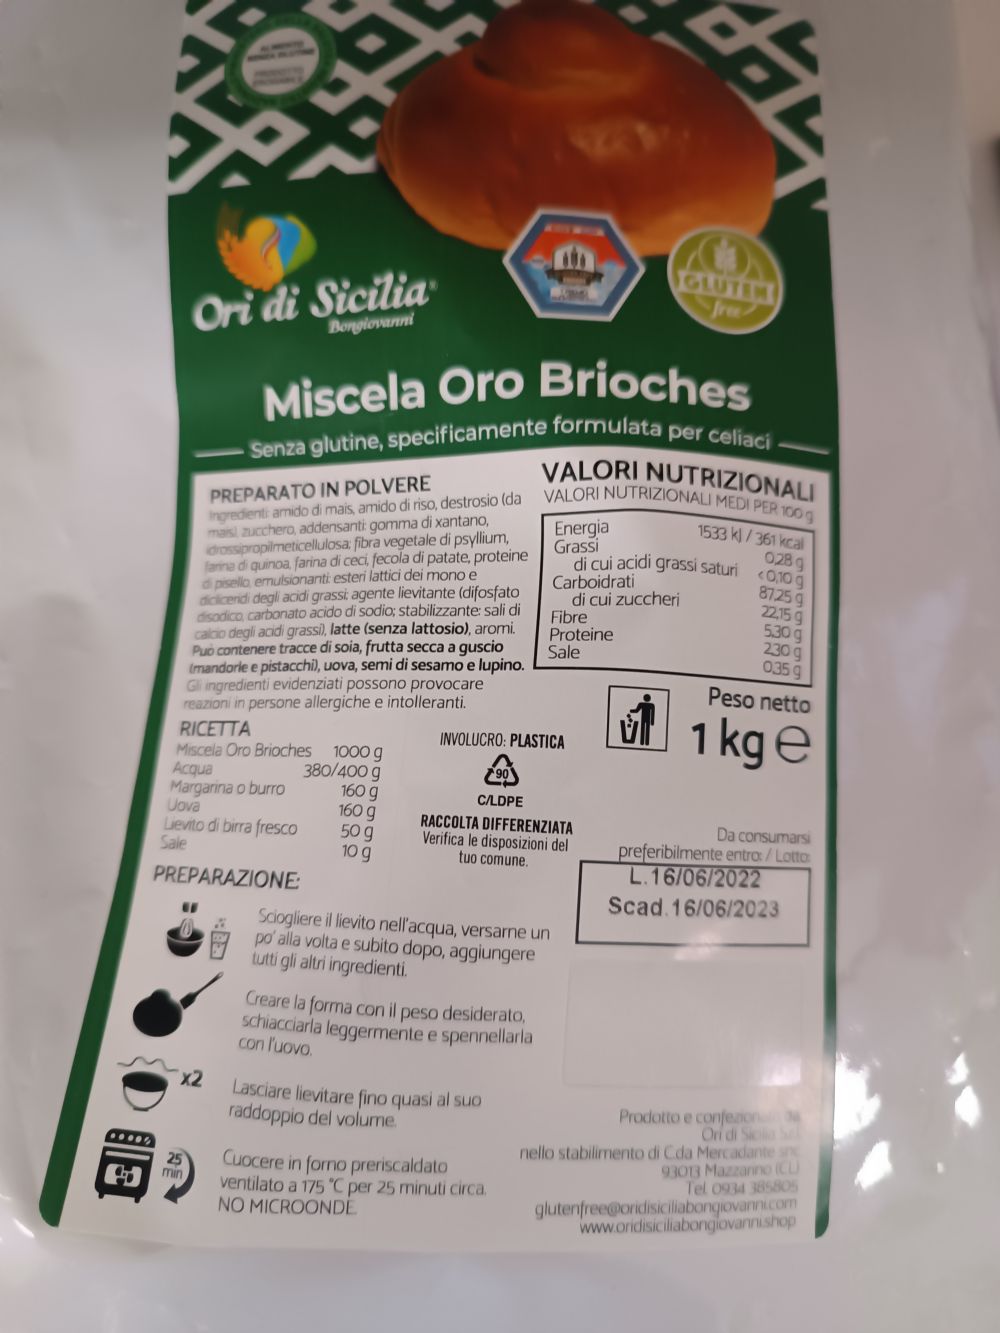 ALIMENTO
SENZA GLUTINE
PRODOTTO
Ori di Sicilia
Bongiovanni
GLUTEN
free
Miscela Oro Brioches
Senza glutine, specificamente formulata per celiaci
PREPARATO IN POLVERE
Ingredienti: amido di mais, amido di riso, destrosio (da
mais), zucchero, addensanti: gomma di xantano,
idrossipropilmeticellulosa; fibra vegetale di psyllium,
farina di quinoa, farina di ceci, fecola di patate, proteine
di pisello, emulsionanti: esteri lattici dei mono e
digliceridi degli acidi grassi; agente lievitante (difosfato
disodico, carbonato acido di sodio; stabilizzante: sali di
calcio degli acidi grassi), latte (senza lattosio), aromi.
Può contenere tracce di soia, frutta secca a guscio
(mandorle e pistacchi), uova, semi di sesamo e lupino.
Gli ingredienti evidenziati possono provocare
reazioni in persone allergiche e intolleranti.
VALORI NUTRIZIONALI
VALORI NUTRIZIONALI MEDI PER 100 g
Energia 1533 kJ / 361 kcal
Grassi 0,28 g
di cui acidi grassi saturi <0,10 g
Carboidrati 87,25 g
di cui zuccheri 22,15 g
Fibre 5,30 g
Proteine 2,30 g
Sale 0,35 g
RICETTA
Miscela Oro Brioches 1000 g
Acqua 380/400 g
Margarina o burro 160 g
Uova 160 g
Lievito di birra fresco 50 g
Sale 10 g
INVOLUCRO: PLASTICA
90
C/LDPE
RACCOLTA DIFFERENZIATA
Verifica le disposizioni del
tuo comune.
Peso netto
1 kg e
Da consumarsi
preferibilmente entro: / Lotto:
L.16/06/2022
Scad.16/06/2023
PREPARAZIONE:
Sciogliere il lievito nell'acqua, versarne un
po' alla volta e subito dopo, aggiungere
tutti gli altri ingredienti.
Creare la forma con il peso desiderato,
schiacciarla leggermente e spennellarla
con l'uovo.
x2
Lasciare lievitare fino quasi al suo
raddoppio del volume.
25
min
Cuocere in forno preriscaldato
ventilato a 175 °C per 25 minuti circa.
NO MICROONDE.
Prodotto e confezionato da
Ori di Sicilia Srl
nello stabilimento di C.da Mercadante snc
93013 Mazzarino (CL)
Tel. 0934 385805
glutenfree@oridisiciliabongiovanni.com
www.oridisiciliabongiovanni.shop